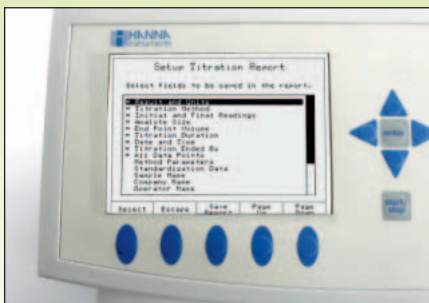 HANNA
instruments
Setup Titration Report
Select fields to be saved in the report.
* Result and Units
* Titration Method
* Initial and Final Readings
* Analyte Size
* End Point Volume
* Titration Duration
* Date and Time
* Titration Ended By
* All Data Points
Method Parameters
Standardization Data
Sample Name
Company Name
Operator Name
Select Escape Save Report Page Up Page Down
enter
start/
stop